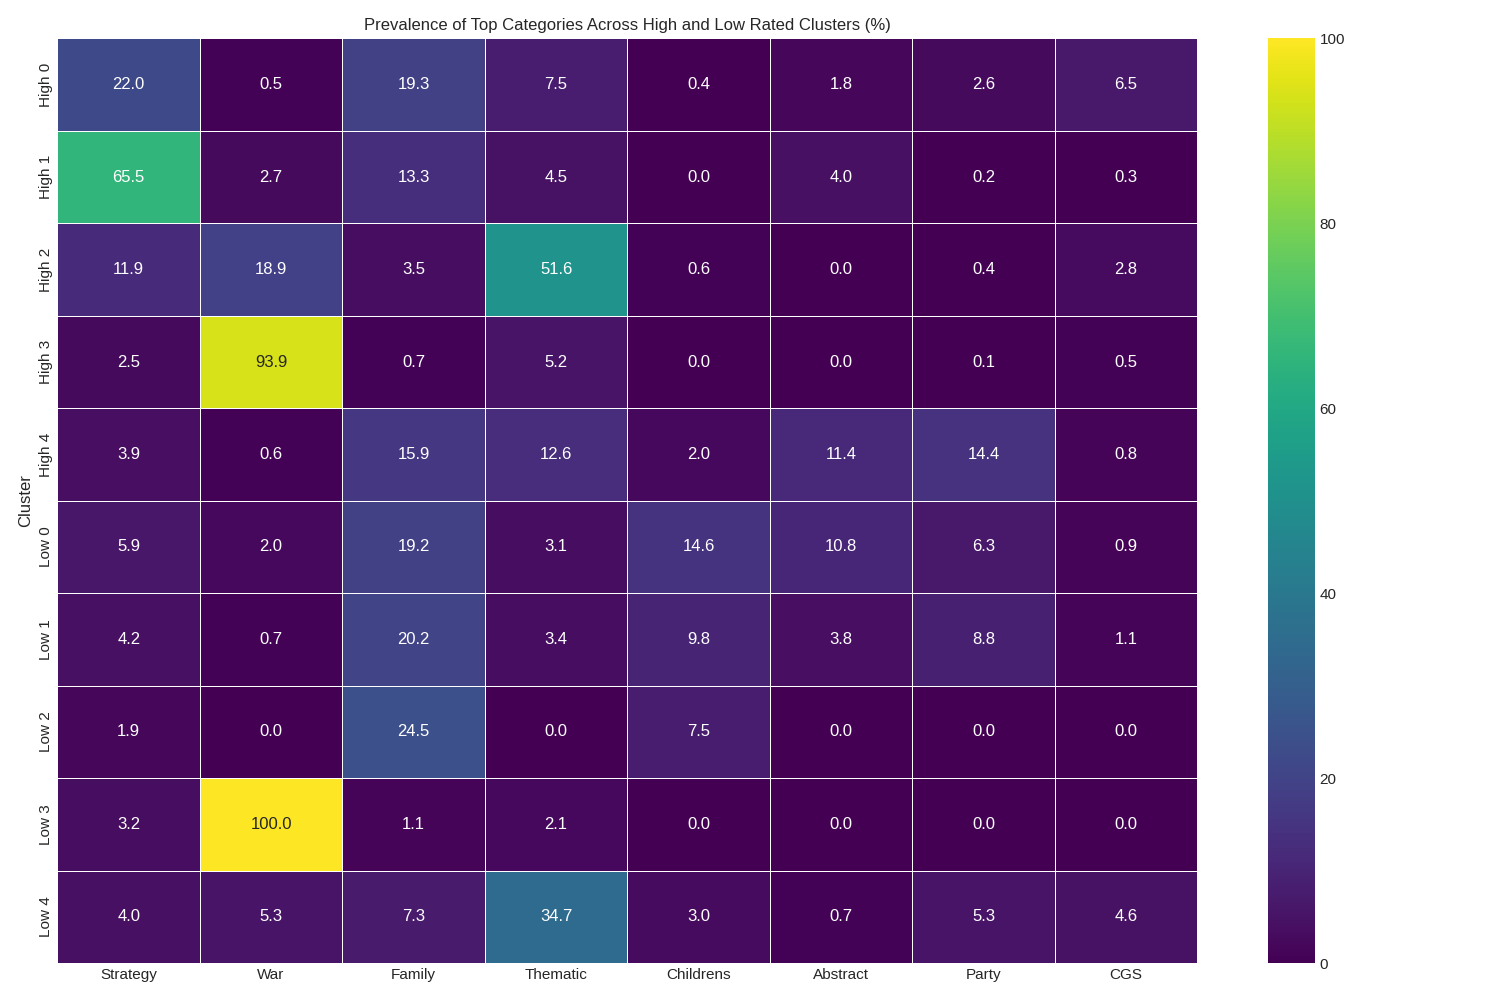 Prevalence of Top Categories Across High and Low Rated Clusters (%)
Cluster
High 0 22.0 0.5 19.3 7.5 0.4 1.8 2.6 6.5
High 1 65.5 2.7 13.3 4.5 0.0 4.0 0.2 0.3
High 2 11.9 18.9 3.5 51.6 0.6 0.0 0.4 2.8
High 3 2.5 93.9 0.7 5.2 0.0 0.0 0.1 0.5
High 4 3.9 0.6 15.9 12.6 2.0 11.4 14.4 0.8
Low 0 5.9 2.0 19.2 3.1 14.6 10.8 6.3 0.9
Low 1 4.2 0.7 20.2 3.4 9.8 3.8 8.8 1.1
Low 2 1.9 0.0 24.5 0.0 7.5 0.0 0.0 0.0
Low 3 3.2 100.0 1.1 2.1 0.0 0.0 0.0 0.0
Low 4 4.0 5.3 7.3 34.7 3.0 0.7 5.3 4.6
Strategy War Family Thematic Childrens Abstract Party CGS
100
80
60
40
20
0